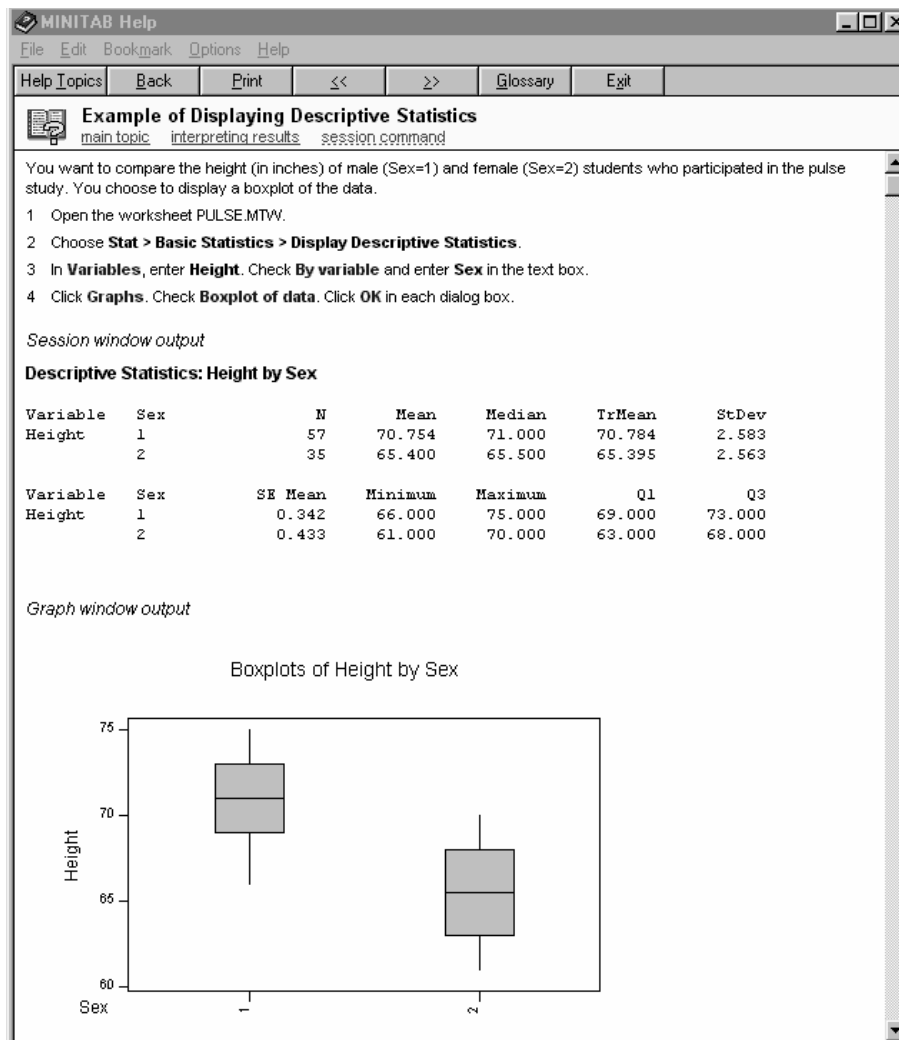 MINITAB Help
File Edit Bookmark Options Help
Help Topics Back Print << >> Glossary Exit
Example of Displaying Descriptive Statistics
main topic interpreting results session command
You want to compare the height (in inches) of male (Sex=1) and female (Sex=2) students who participated in the pulse
study. You choose to display a boxplot of the data.
1 Open the worksheet PULSE.MTW.
2 Choose Stat > Basic Statistics > Display Descriptive Statistics.
3 In Variables, enter Height. Check By variable and enter Sex in the text box.
4 Click Graphs. Check Boxplot of data. Click OK in each dialog box.
Session window output
Descriptive Statistics: Height by Sex
Variable Sex N Mean Median TrMean StDev
Height 1 57 70.754 71.000 70.784 2.583
2 35 65.400 65.500 65.395 2.563
Variable Sex SE Mean Minimum Maximum Q1 Q3
Height 1 0.342 66.000 75.000 69.000 73.000
2 0.433 61.000 70.000 63.000 68.000
Graph window output
Boxplots of Height by Sex
75
70
Height
65
60
Sex 1 2